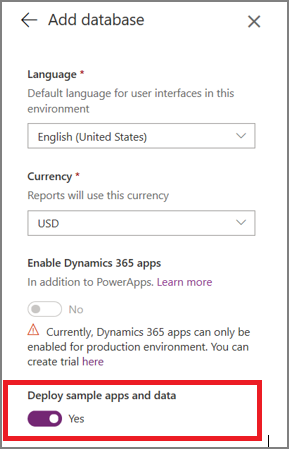 Add database
Language *
Default language for user interfaces in this
environment
English (United States)
Currency *
Reports will use this currency
USD
Enable Dynamics 365 apps
In addition to PowerApps. Learn more
No
Currently, Dynamics 365 apps can only be
enabled for production environment. You can
create trial here
Deploy sample apps and data
Yes